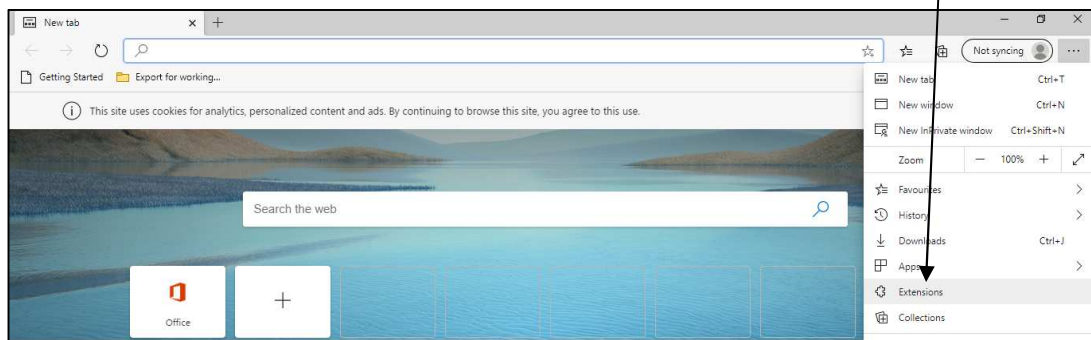 New tab
Not syncing
Getting Started Export for working...
This site uses cookies for analytics, personalized content and ads. By continuing to browse this site, you agree to this use.
Search the web
Office
New tab Ctrl+T
New window Ctrl+N
New InPrivate window Ctrl+Shift+N
Zoom — 100% +
Favourites
History
Downloads Ctrl+J
Apps
Extensions
Collections